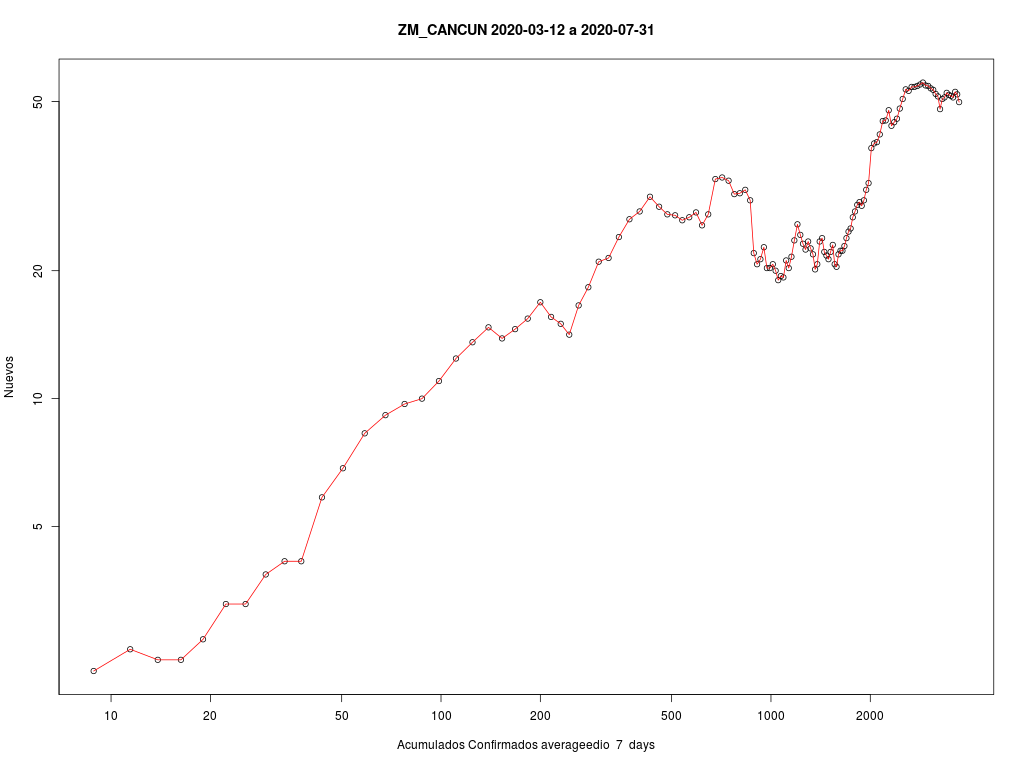 ZM_CANCUN 2020-03-12 a 2020-07-31
Nuevos
50
20
10
5
10 20 50 100 200 500 1000 2000
Acumulados Confirmados averageedio 7 days